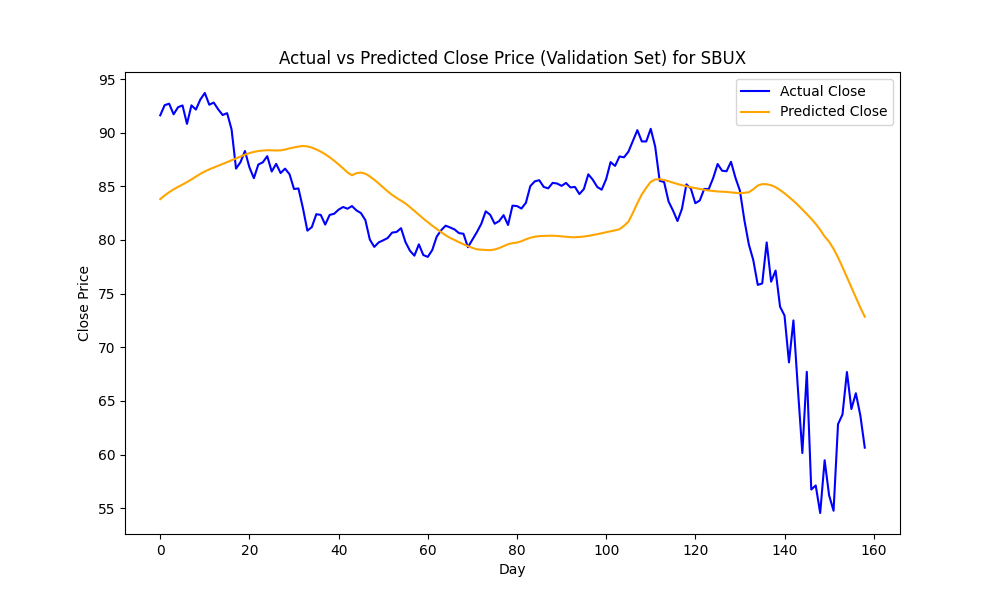 Actual vs Predicted Close Price (Validation Set) for SBUX
Actual Close
Predicted Close
Close Price
95
90
85
80
75
70
65
60
55
0 20 40 60 80 100 120 140 160
Day